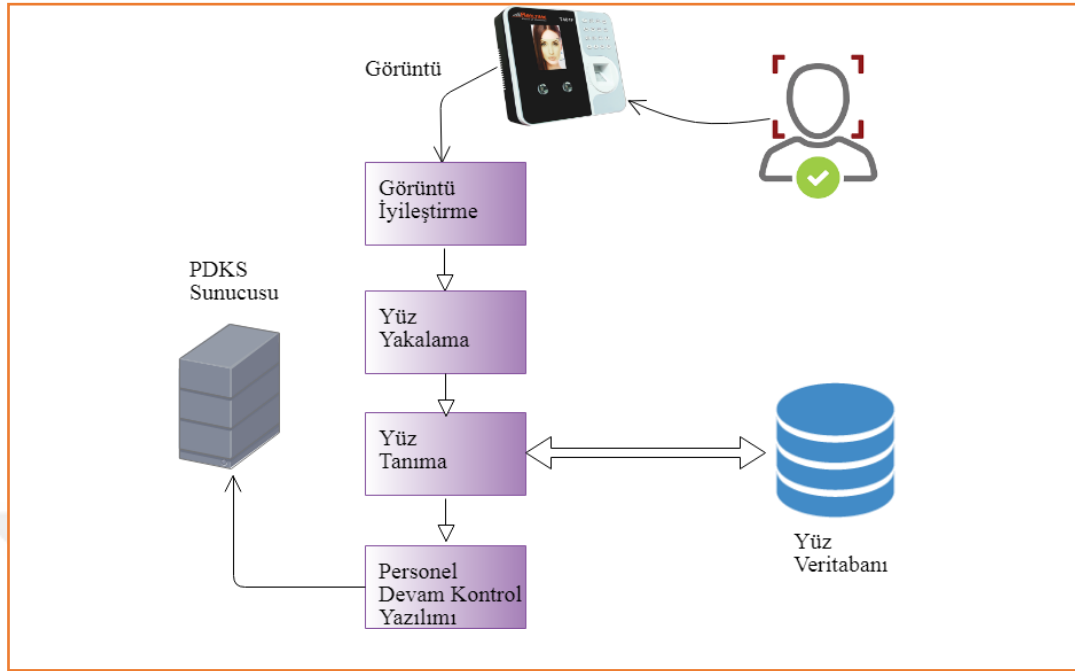 Görüntü
Görüntü
İyileştirme
PDKS
Sunucusu
Yüz
Yakalama
Yüz
Tanıma
Yüz
Veritabanı
Personel
Devam Kontrol
Yazılımı